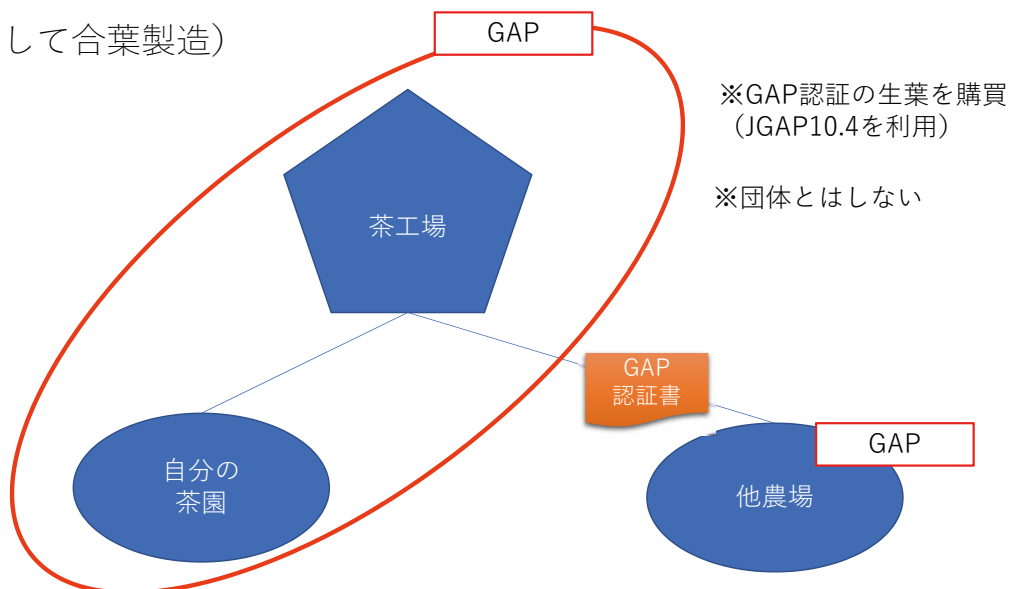 して合葉製造)
GAP
※GAP認証の生葉を購買
(JGAP10.4を利用)
※団体とはしない
茶工場
GAP
認証書
自分の
茶園
GAP
他農場